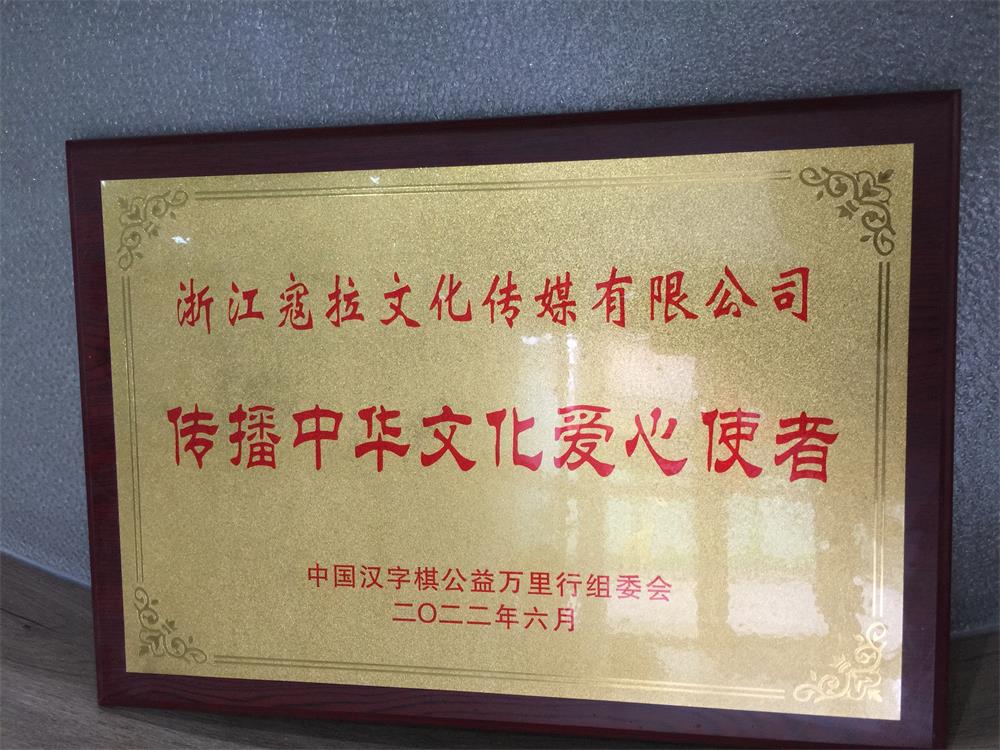 浙江寇拉文化传媒有限公司
传播中华文化爱心使者
中国汉字棋公益万里行组委会
二〇二二年六月